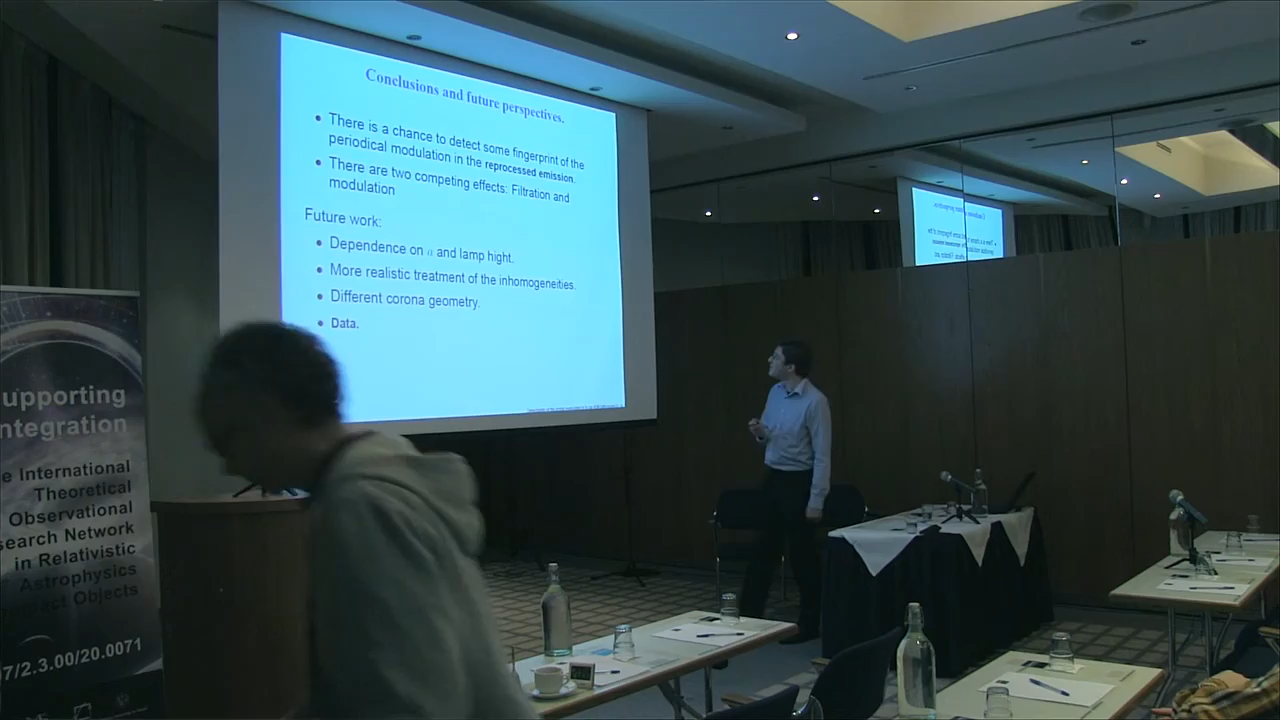 Conclusions and future perspectives.
• There is a chance to detect some fingerprint of the
periodical modulation in the reprocessed emission.
• There are two competing effects: Filtration and
modulation
Future work:
• Dependence on α and lamp hight.
• More realistic treatment of the inhomogeneities.
• Different corona geometry.
• Data.
upporting
ntegration
e International
Theoretical
Observational
search Network
in Relativistic
Astrophysics
Objects
7/2.3.00/20.0071